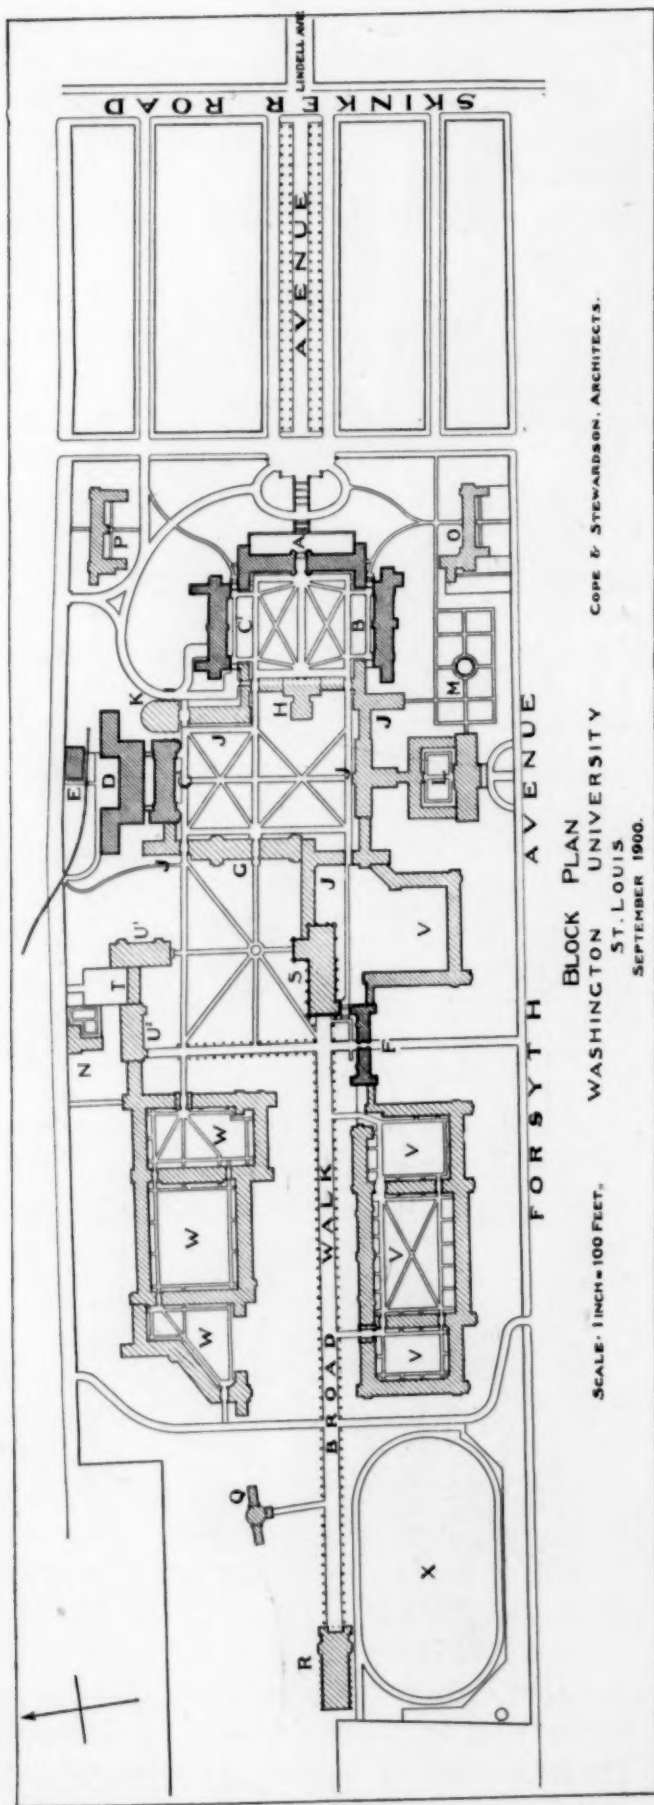 LINDELL AVE
SKINKER ROAD
AVENUE
P
O
A
C
B
K
H
J
M
E
D
J
J
L
J
G
J
U'
T
S
V
N
U²
F
W
V
W
V
W
V
BROAD WALK
Q
R
X
FORSYTH AVENUE
BLOCK PLAN
WASHINGTON UNIVERSITY
ST. LOUIS
SEPTEMBER 1900.
SCALE- 1 INCH = 100 FEET.
COPE & STEWARDSON. ARCHITECTS.